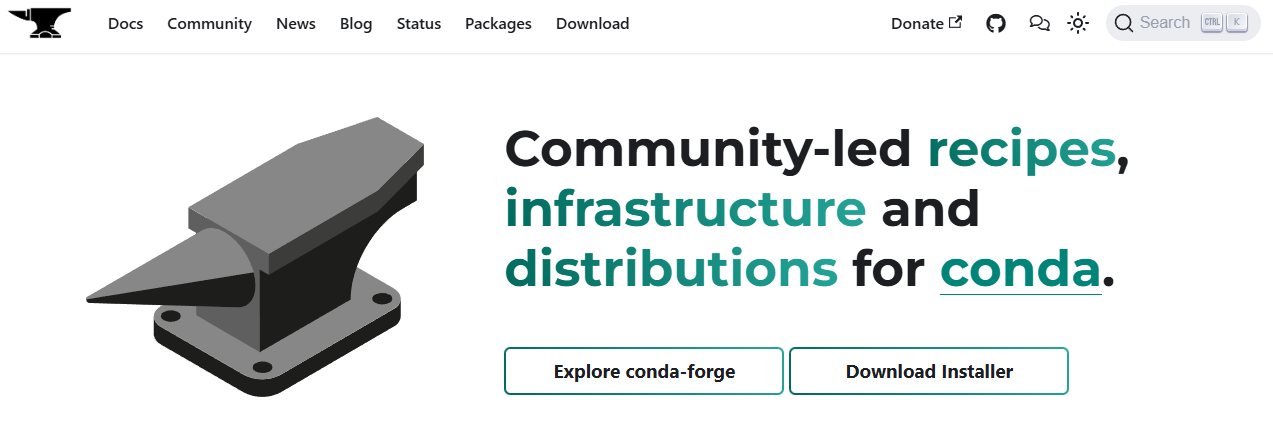 Docs Community News Blog Status Packages Download Donate Search CTRL K
Community-led recipes,
infrastructure and
distributions for conda.
Explore conda-forge Download Installer